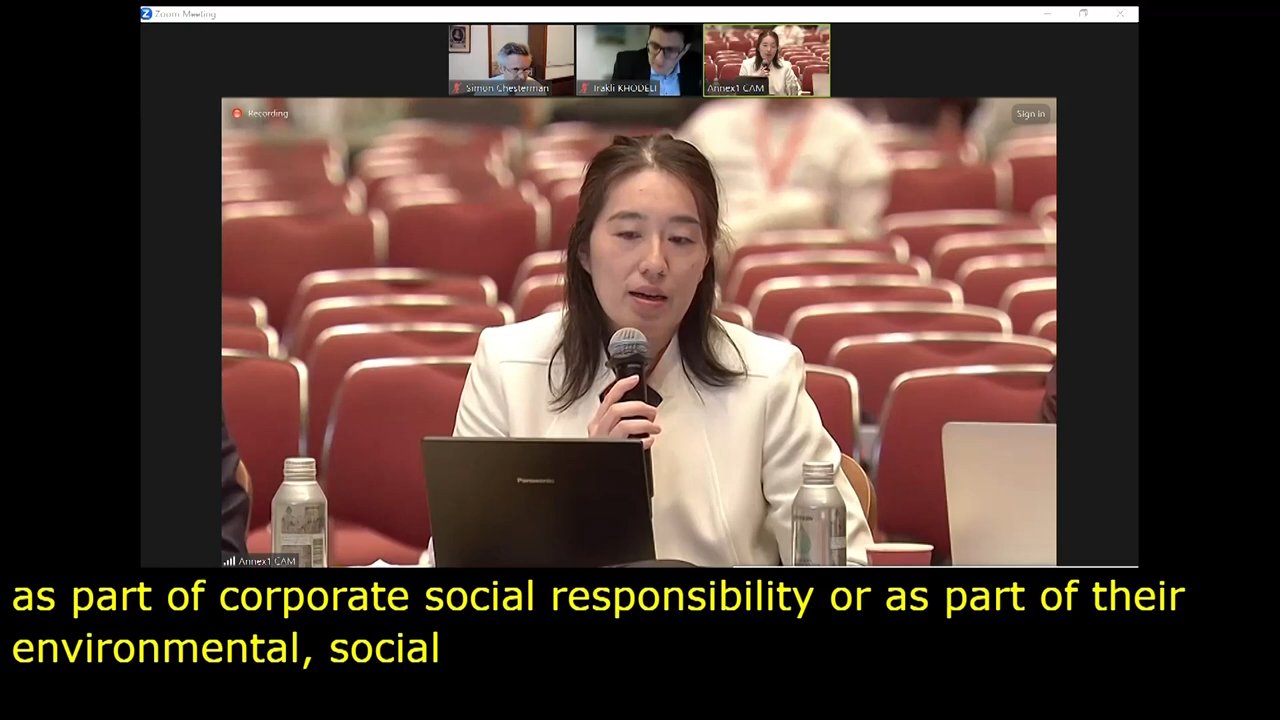 Zoom Meeting
Simon Chesterman
Irakli KHODELI
Annex1 CAM
Recording
Sign in
Panasonic
Annex1 CAM
as part of corporate social responsibility or as part of their
environmental, social